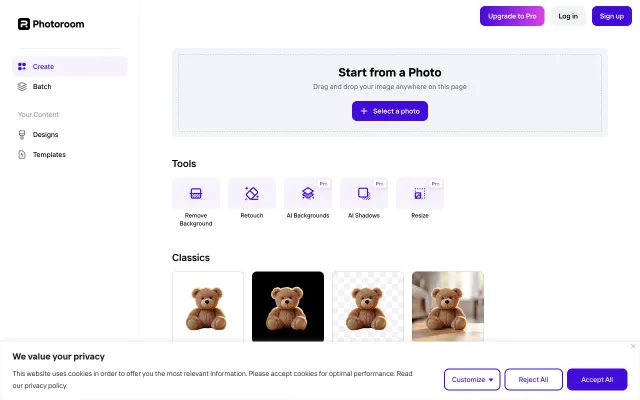 Photoroom
Upgrade to Pro
Log in
Sign up
Create
Batch
Your Content
Designs
Templates
Start from a Photo
Drag and drop your image anywhere on this page
+ Select a photo
Tools
Remove
Background
Retouch
Pro
AI Backgrounds
Pro
AI Shadows
Pro
Resize
Classics
We value your privacy
This website uses cookies in order to offer you the most relevant information. Please accept cookies for optimal performance. Read
our privacy policy.
Customize
Reject All
Accept All